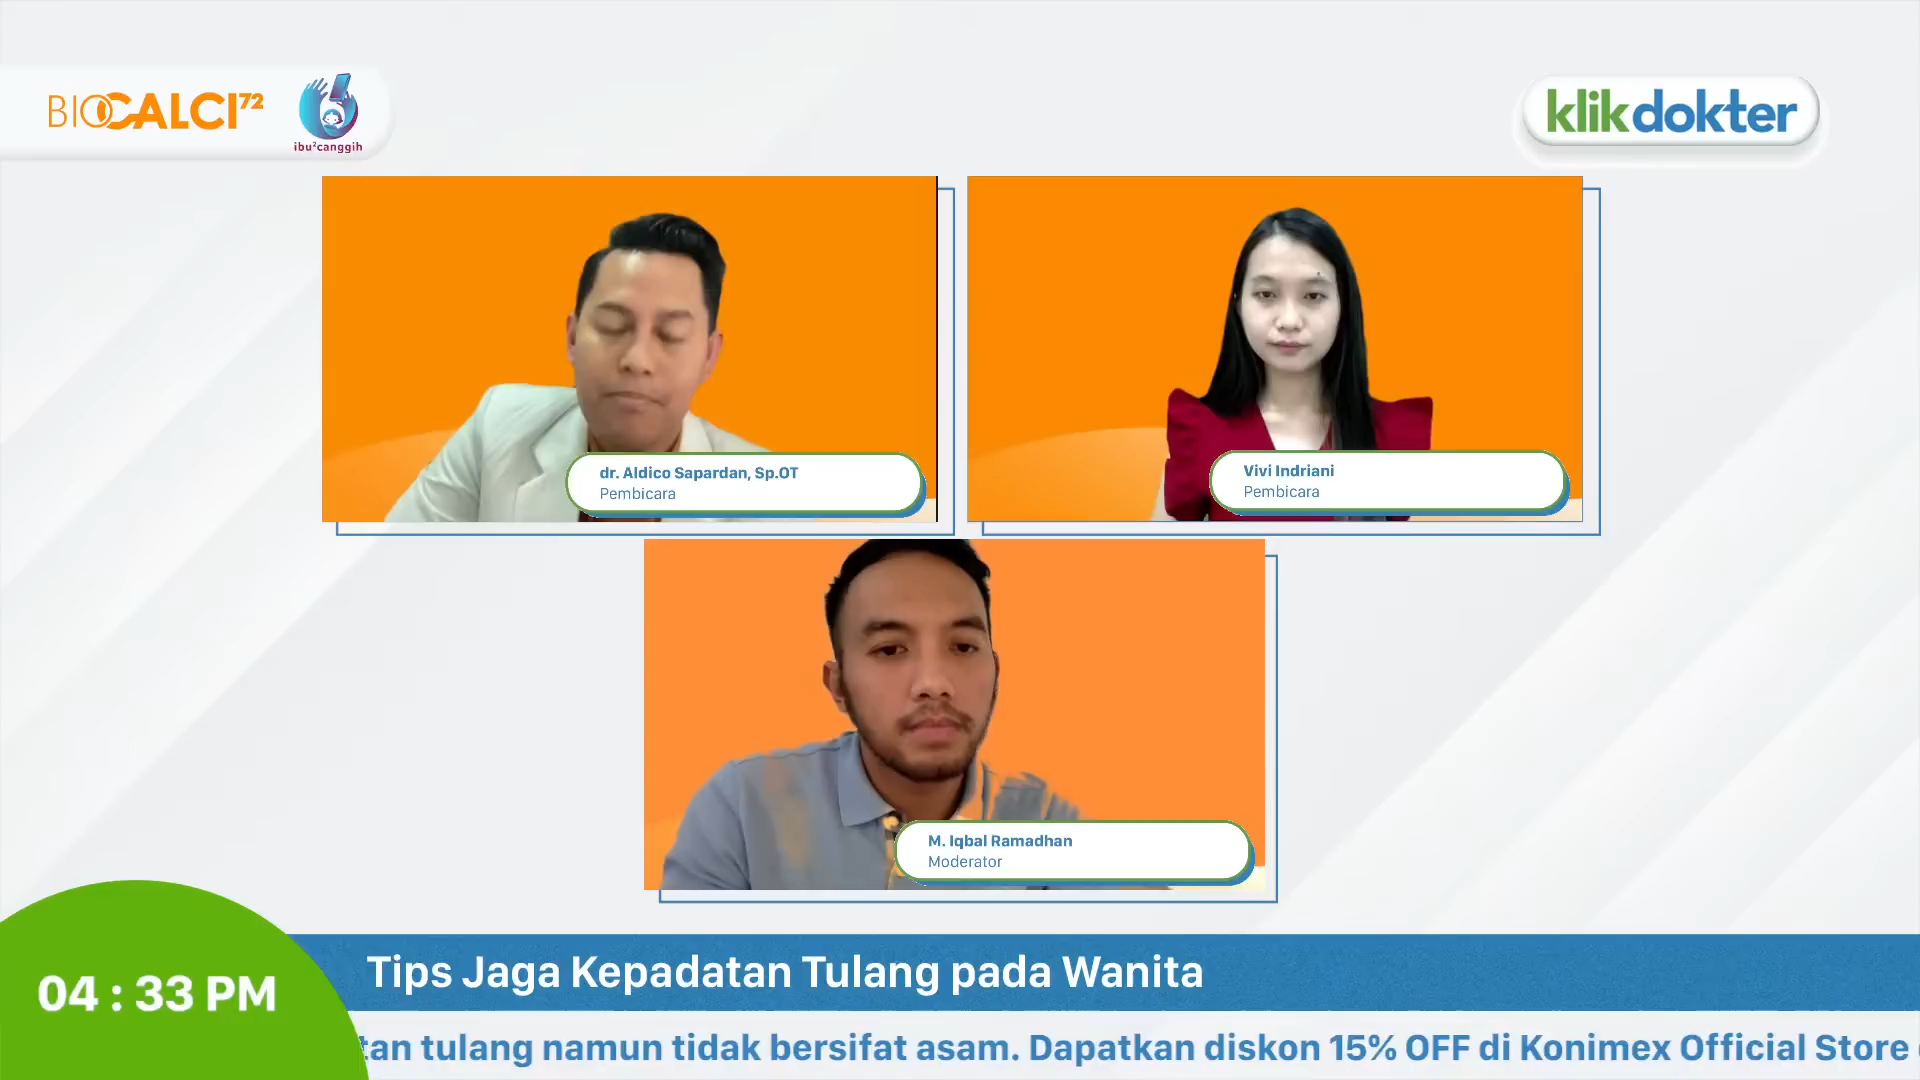 BIOCALCI72
ibu2canggih
klikdokter
dr. Aldico Sapardan, Sp.OT
Pembicara
Vivi Indriani
Pembicara
M. Iqbal Ramadhan
Moderator
04 : 33 PM
Tips Jaga Kepadatan Tulang pada Wanita
tulang namun tidak bersifat asam. Dapatkan diskon 15% OFF di Konimex Official Store